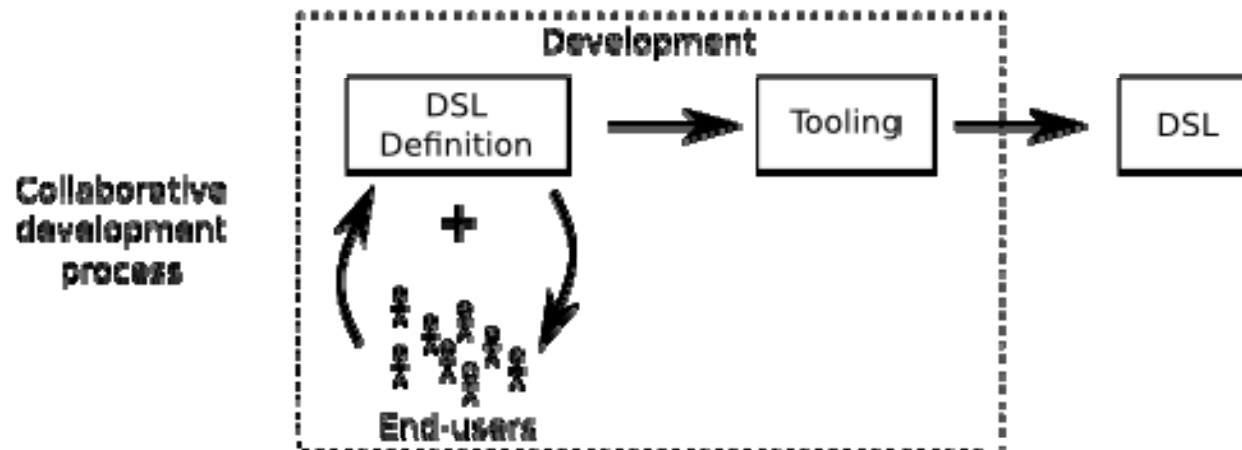 Development
DSL
Definition
Tooling
DSL
Collaborative
development
process
+
End-users